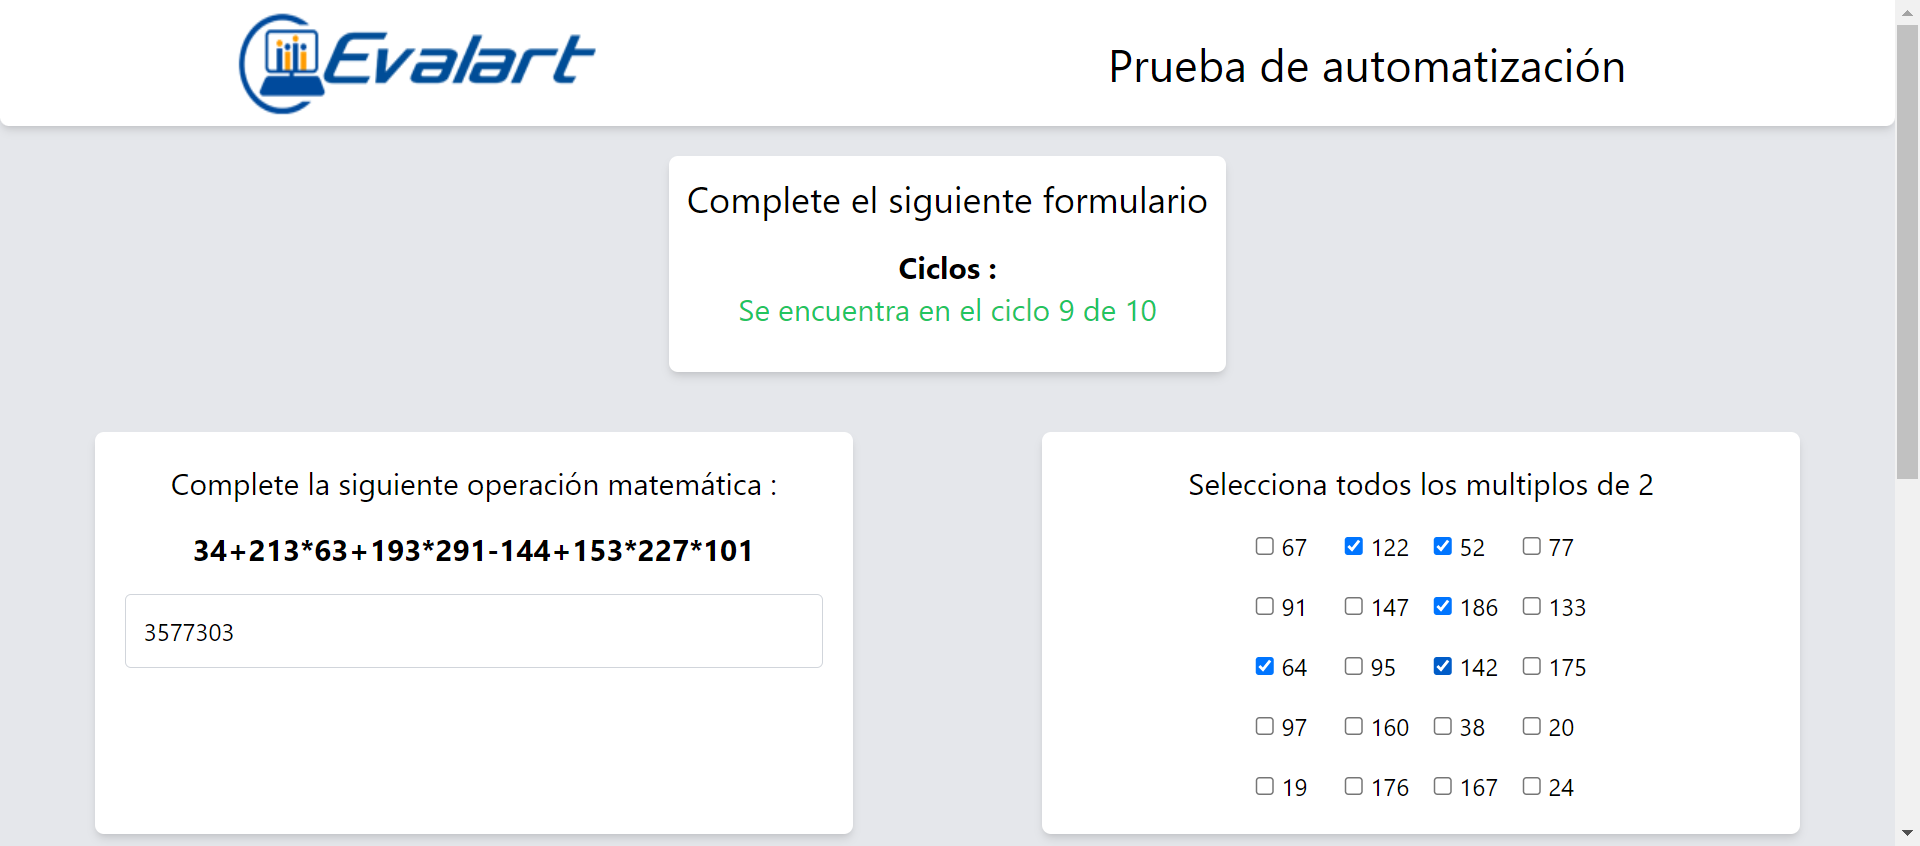 Evalart
Prueba de automatización
Complete el siguiente formulario
Ciclos :
Se encuentra en el ciclo 9 de 10
Complete la siguiente operación matemática :
34+213*63+193*291-144+153*227*101
3577303
Selecciona todos los multiplos de 2
67 122 52 77
91 147 186 133
64 95 142 175
97 160 38 20
19 176 167 24